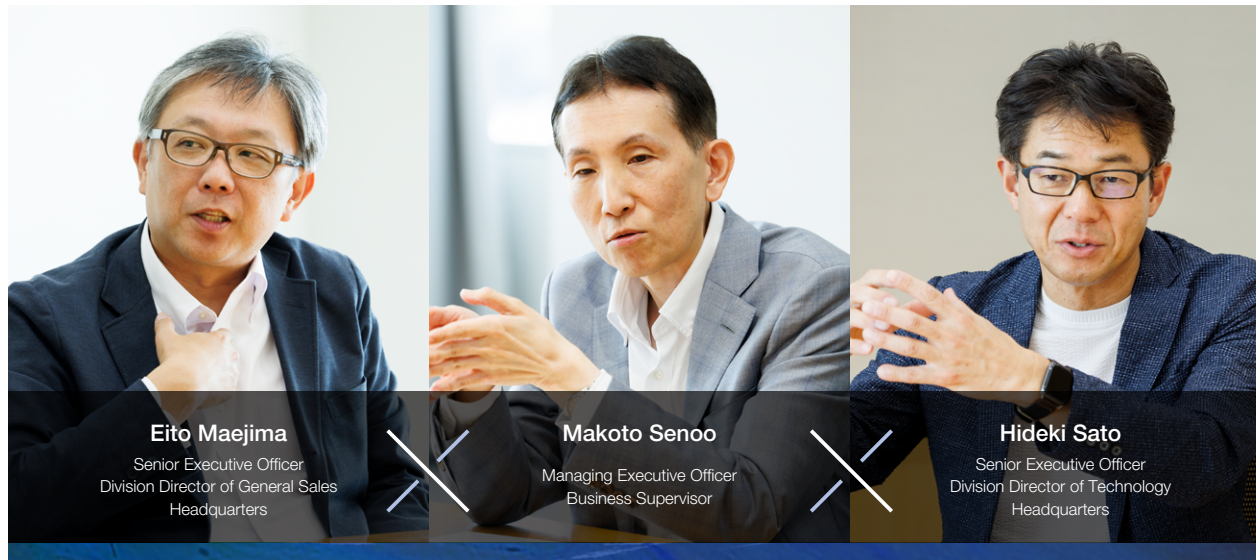 Eito Maejima
Senior Executive Officer
Division Director of General Sales
Headquarters
Makoto Senoo
Managing Executive Officer
Business Supervisor
Hideki Sato
Senior Executive Officer
Division Director of Technology
Headquarters